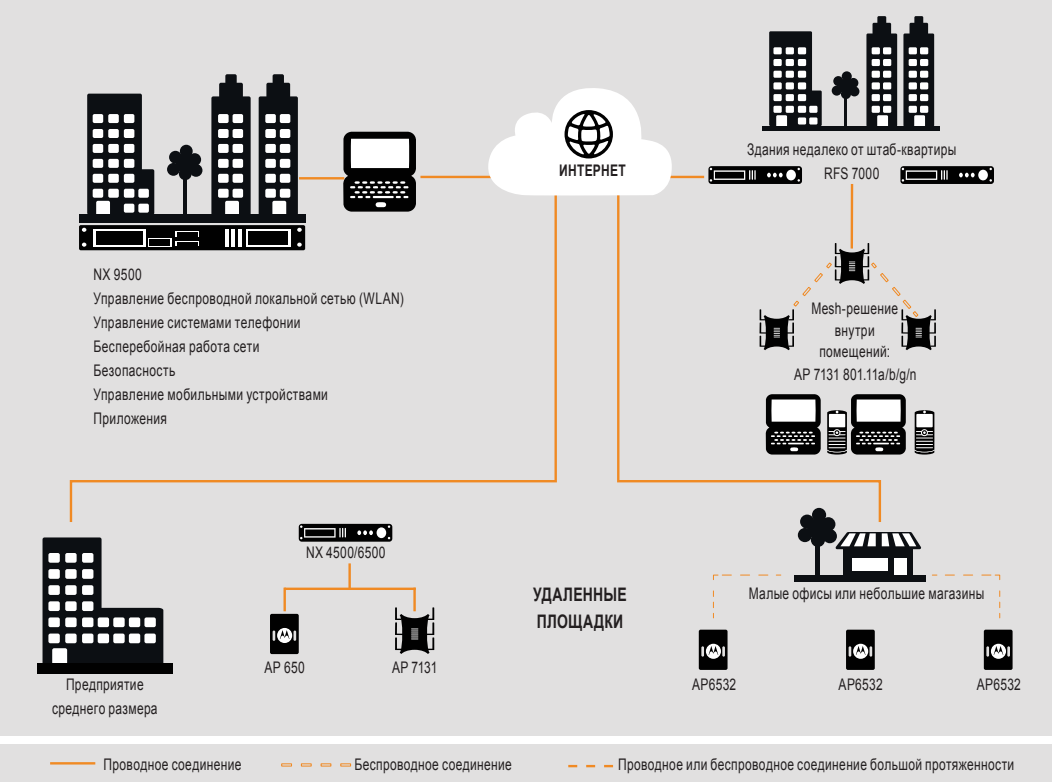 ИНТЕРНЕТ
Здания недалеко от штаб-квартиры
RFS 7000
NX 9500
Управление беспроводной локальной сетью (WLAN)
Управление системами телефонии
Бесперебойная работа сети
Безопасность
Управление мобильными устройствами
Приложения
Mesh-решение
внутри
помещений:
AP 7131 801.11a/b/g/n
NX 4500/6500
AP 650
AP 7131
Предприятие
среднего размера
УДАЛЕННЫЕ
ПЛОЩАДКИ
Малые офисы или небольшие магазины
AP6532
AP6532
AP6532
Проводное соединение
Беспроводное соединение
Проводное или беспроводное соединение большой протяженности